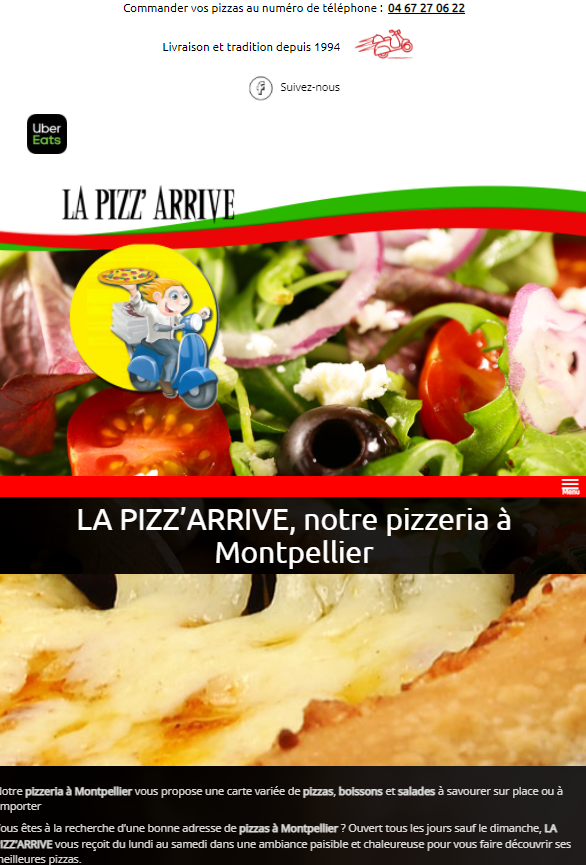 Commander vos pizzas au numéro de téléphone : 04 67 27 06 22
Livraison et tradition depuis 1994
Suivez-nous
Uber
Eats
LA PIZZ' ARRIVE
Menu
LA PIZZ’ARRIVE, notre pizzeria à
Montpellier
otre pizzeria à Montpellier vous propose une carte variée de pizzas, boissons et salades à savourer sur place ou à
mporter
ous êtes à la recherche d’une bonne adresse de pizzas à Montpellier ? Ouvert tous les jours sauf le dimanche, LA
IZZ’ARRIVE vous reçoit du lundi au samedi dans une ambiance paisible et chaleureuse pour vous faire découvrir ses
meilleures pizzas.